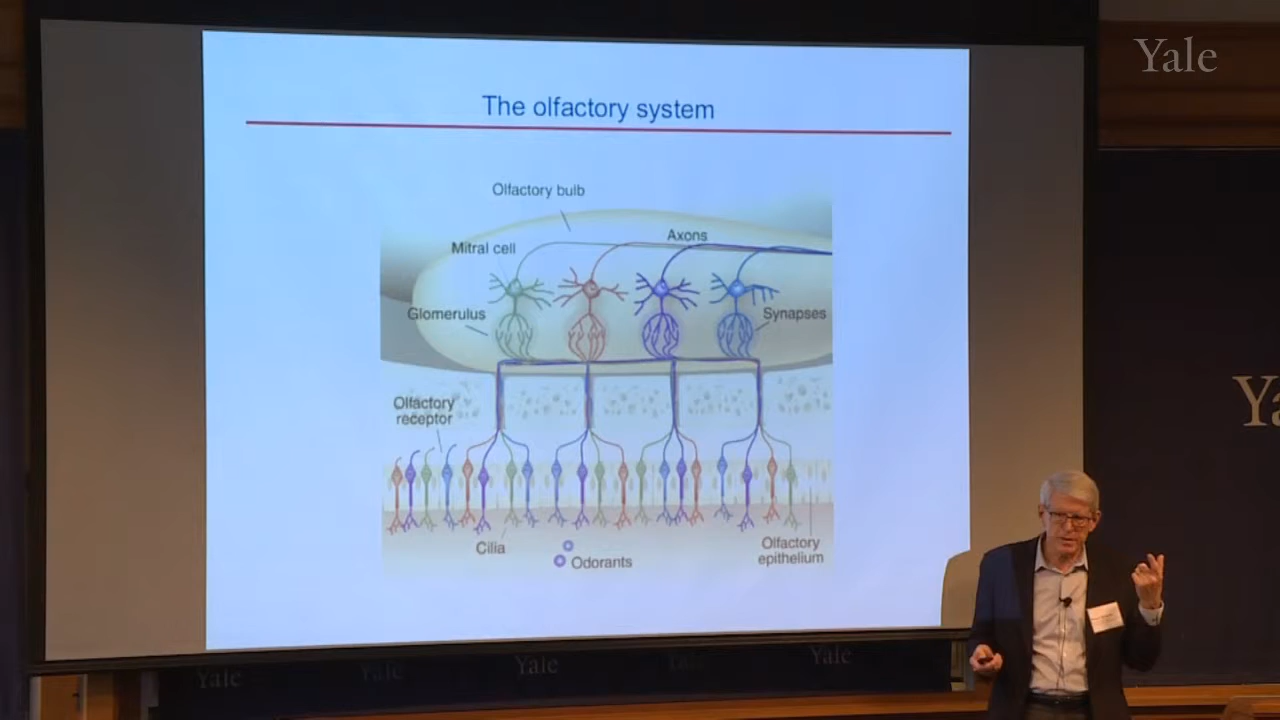 Yale
The olfactory system
Olfactory bulb
Axons
Mitral cell
Glomerulus
Synapses
Olfactory
receptor
Cilia
Odorants
Olfactory
epithelium
Yale
Yale
Yale
Yale
Yale